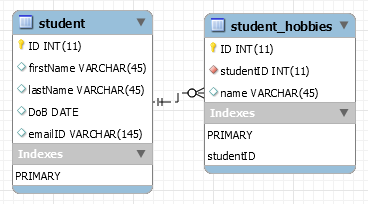 student
ID INT(11)
firstName VARCHAR(45)
lastName VARCHAR(45)
DoB DATE
emailID VARCHAR(145)
Indexes
PRIMARY
student_hobbies
ID INT(11)
studentID INT(11)
name VARCHAR(45)
Indexes
PRIMARY
studentID